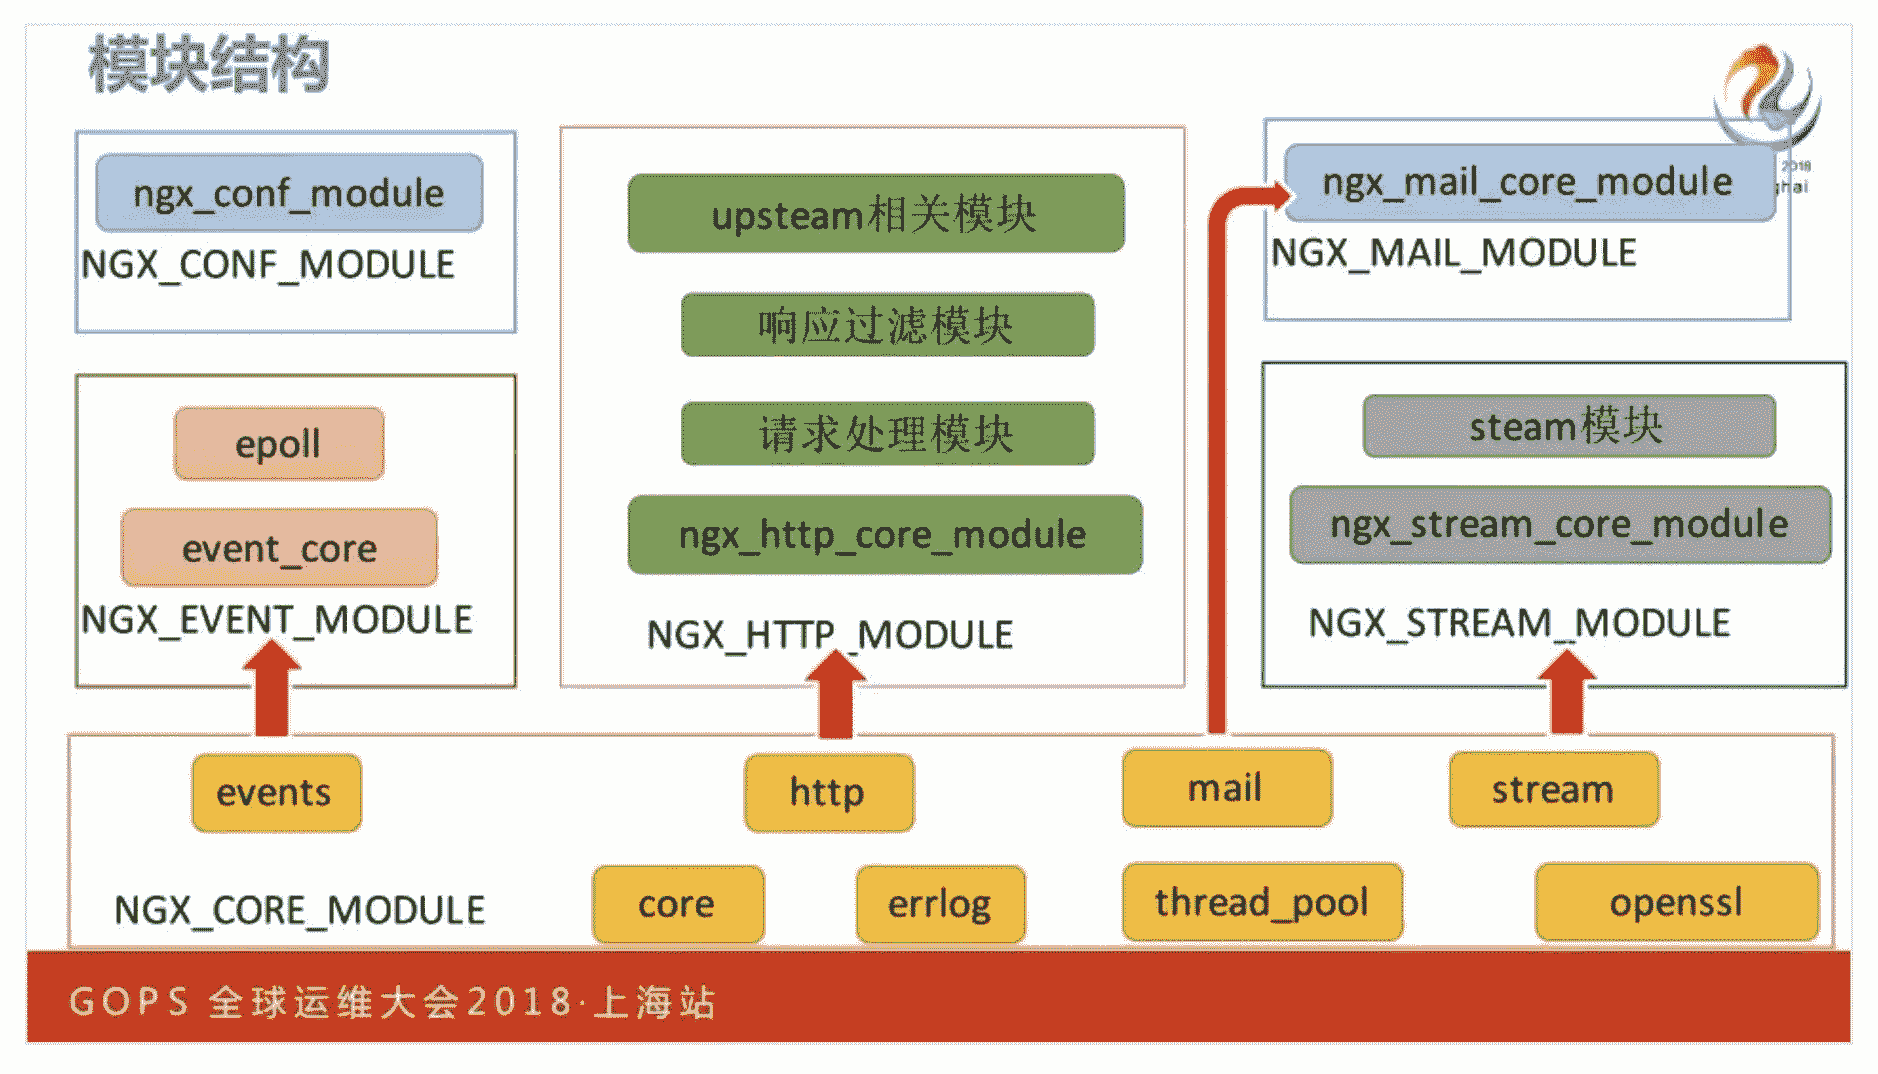 模块结构
2018
ghai
ngx_conf_module
NGX_CONF_MODULE
upsteam相关模块
响应过滤模块
请求处理模块
ngx_http_core_module
NGX_HTTP_MODULE
ngx_mail_core_module
NGX_MAIL_MODULE
epoll
event_core
NGX_EVENT_MODULE
steam模块
ngx_stream_core_module
NGX_STREAM_MODULE
events
http
mail
stream
NGX_CORE_MODULE
core
errlog
thread_pool
openssl
GOPS 全球运维大会2018·上海站